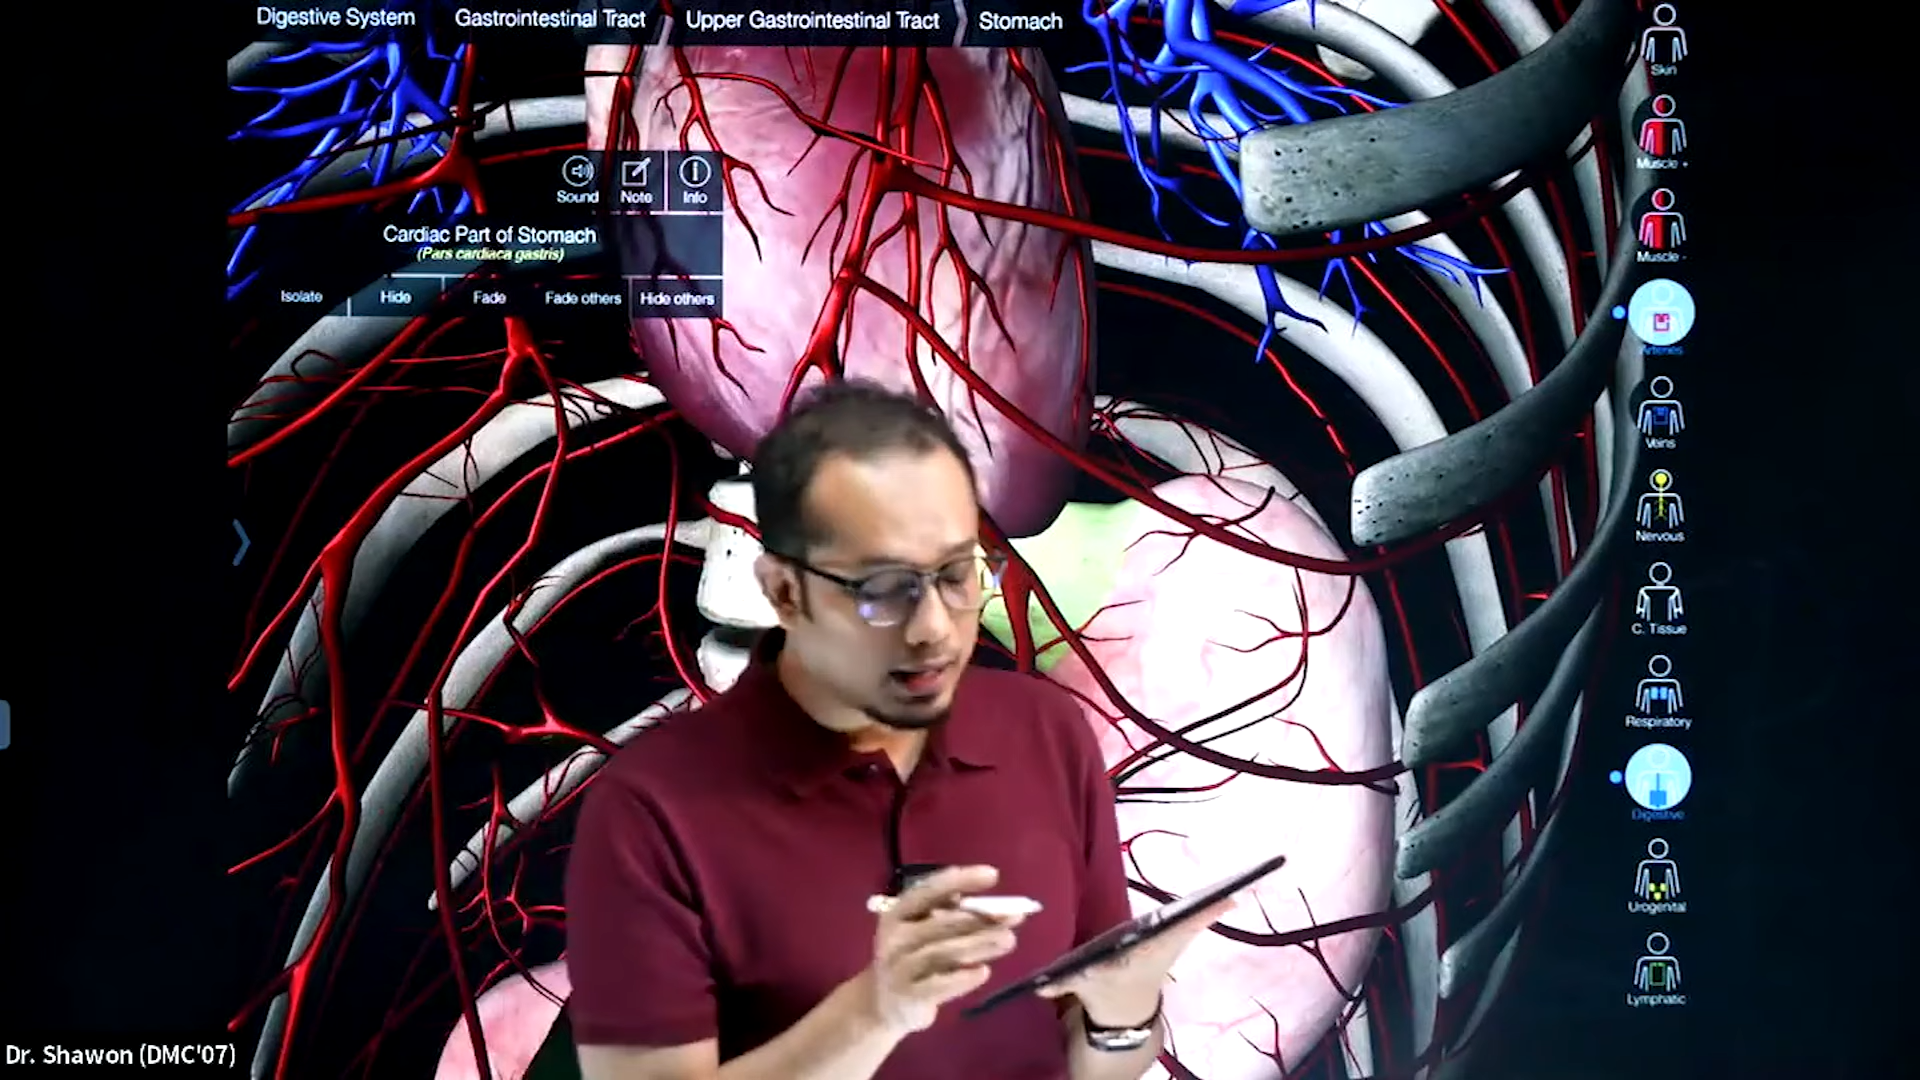 Digestive System Gastrointestinal Tract Upper Gastrointestinal Tract Stomach
Sound Note Info
Cardiac Part of Stomach
(Pars cardiaca gastris)
Isolate Hide Fade Fade others Hide others
Skin
Muscle +
Muscle -
Arteries
Veins
Nervous
C. Tissue
Respiratory
Digestive
Urogenital
Lymphatic
Dr. Shawon (DMC'07)